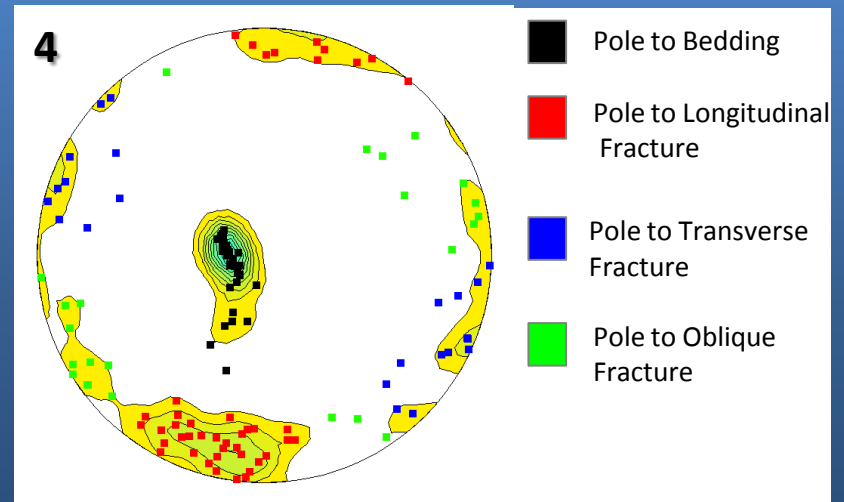 4
Pole to Bedding
Pole to Longitudinal
Fracture
Pole to Transverse
Fracture
Pole to Oblique
Fracture